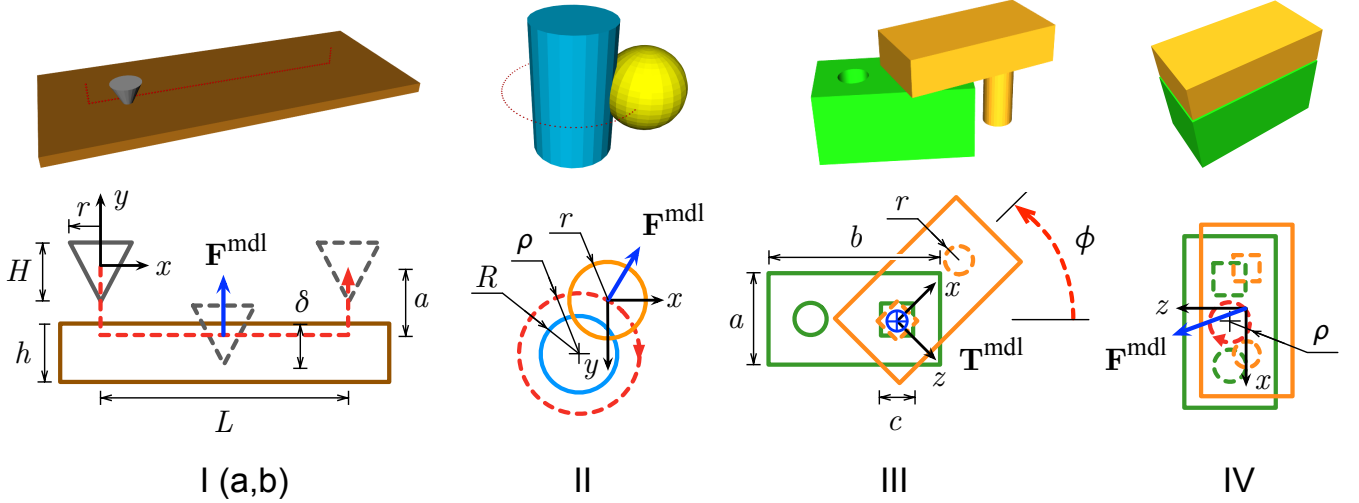 r
y
x
H
h
F^mdl
δ
a
L
I (a,b)
r
ρ
R
F^mdl
x
y
II
b
r
a
x
z
T^mdl
c
ϕ
III
z
F^mdl
ρ
x
IV